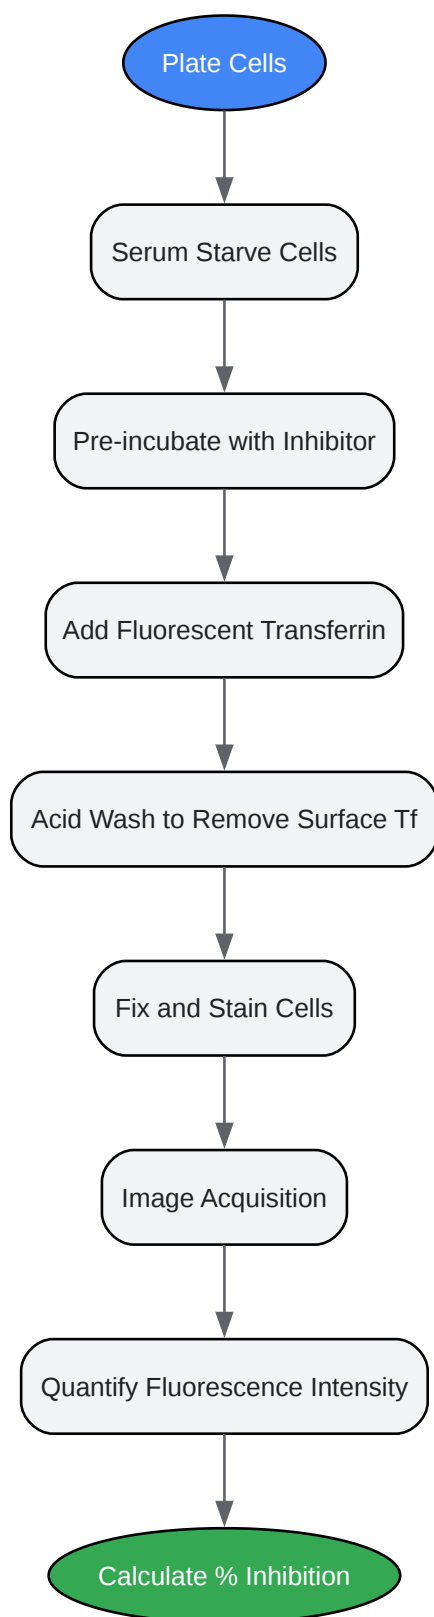 Plate Cells
Serum Starve Cells
Pre-incubate with Inhibitor
Add Fluorescent Transferrin
Acid Wash to Remove Surface Tf
Fix and Stain Cells
Image Acquisition
Quantify Fluorescence Intensity
Calculate % Inhibition